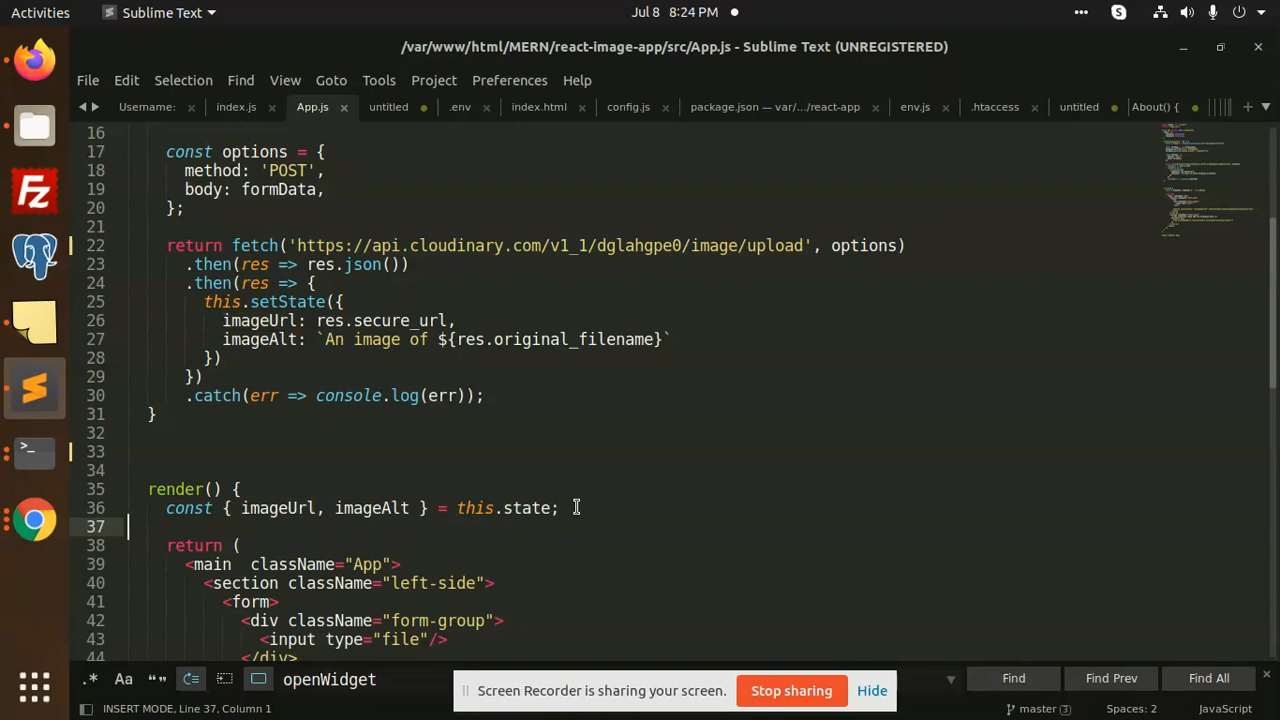 Activities Sublime Text Jul 8 8:24 PM
/var/www/html/MERN/react-image-app/src/App.js - Sublime Text (UNREGISTERED)
File Edit Selection Find View Goto Tools Project Preferences Help
Username: index.js App.js untitled .env index.html config.js package.json — var/.../react-app env.js .htaccess untitled About() {
16
17 const options = {
18 method: 'POST',
19 body: formData,
20 };
21
22 return fetch('https://api.cloudinary.com/v1_1/dglahgpe0/image/upload', options)
23 .then(res => res.json())
24 .then(res => {
25 this.setState({
26 imageUrl: res.secure_url,
27 imageAlt: `An image of ${res.original_filename}`
28 })
29 })
30 .catch(err => console.log(err));
31 }
32
33
34
35 render() {
36 const { imageUrl, imageAlt } = this.state;
37
38 return (
39 <main  className="App">
40 <section className="left-side">
41 <form>
42 <div className="form-group">
43 <input type="file"/>
44 </div>
.* Aa openWidget Find Find Prev Find All
Screen Recorder is sharing your screen. Stop sharing Hide
INSERT MODE, Line 37, Column 1 master 3 Spaces: 2 JavaScript